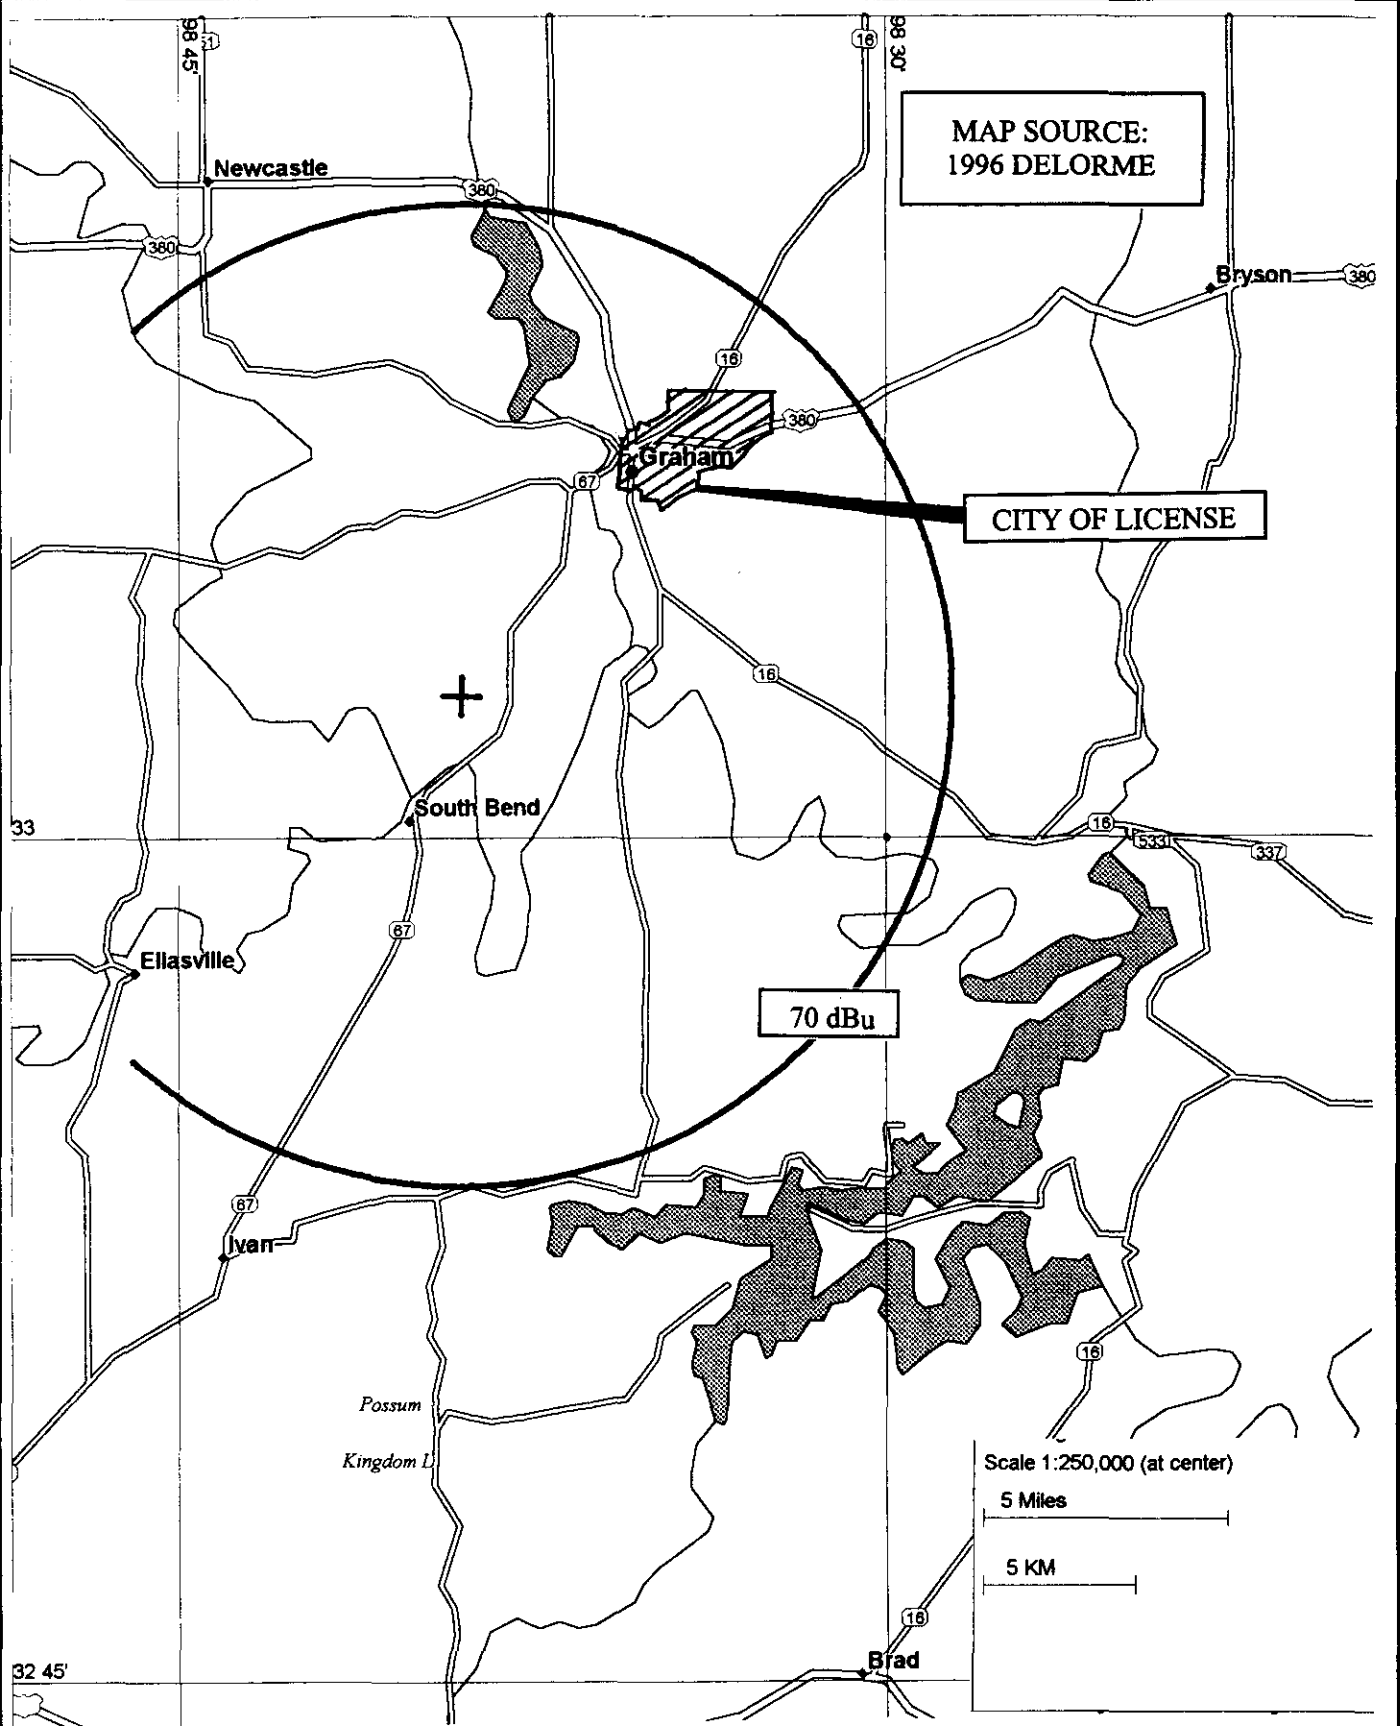 98 45'
51
16
98 30'
MAP SOURCE:
1996 DELORME
Newcastle
380
380
Bryson
380
16
380
Graham
67
CITY OF LICENSE
16
South Bend
33
16
533
337
67
Eliasville
70 dBu
67
Ivan
16
Possum
Kingdom L
Scale 1:250,000 (at center)
5 Miles
5 KM
16
Brad
32 45'